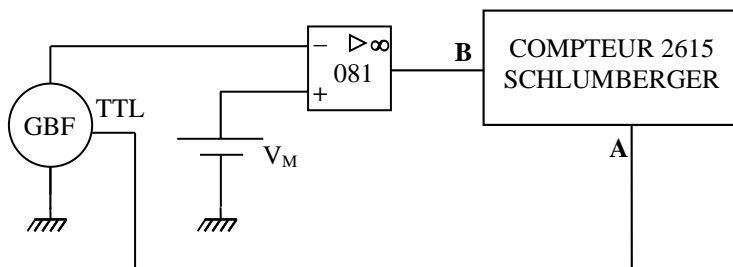 − ▷ ∞
081
+
B
COMPTEUR 2615
SCHLUMBERGER
TTL
GBF
V_M
A